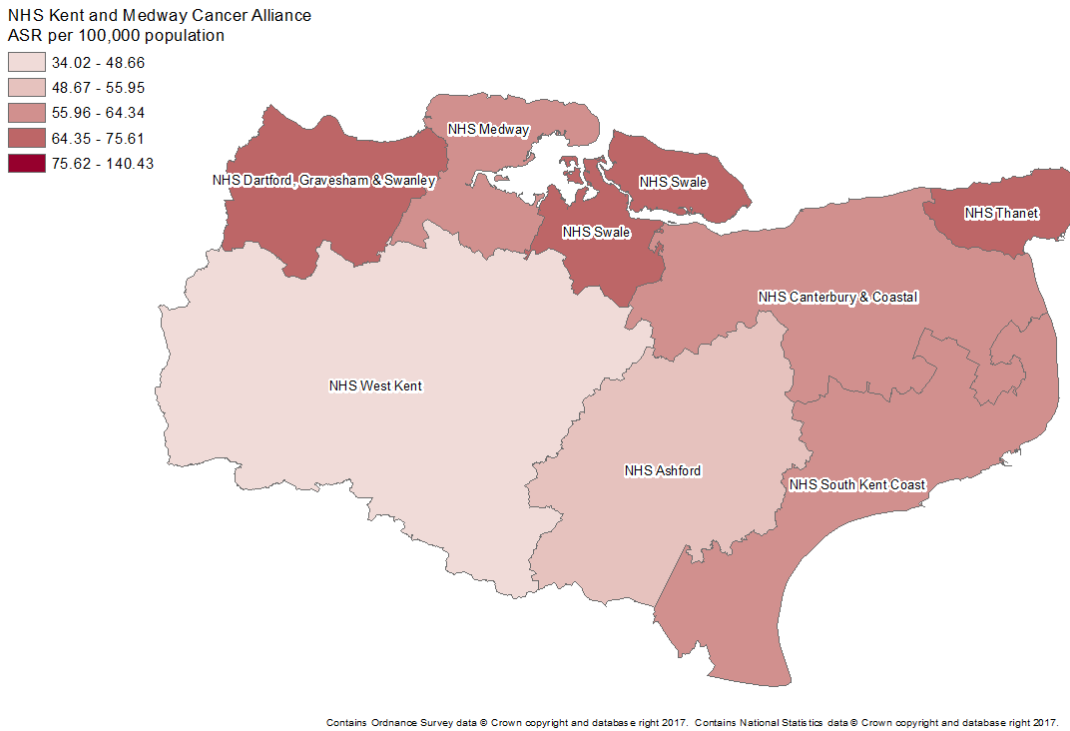 NHS Kent and Medway Cancer Alliance
ASR per 100,000 population
34.02 - 48.66
48.67 - 55.95
55.96 - 64.34
64.35 - 75.61
75.62 - 140.43
NHS Medway
NHS Dartford, Gravesham & Swanley
NHS Swale
NHS Thanet
NHS Swale
NHS Canterbury & Coastal
NHS West Kent
NHS Ashford
NHS South Kent Coast
Contains Ordnance Survey data © Crown copyright and database right 2017. Contains National Statistics data © Crown copyright and database right 2017.